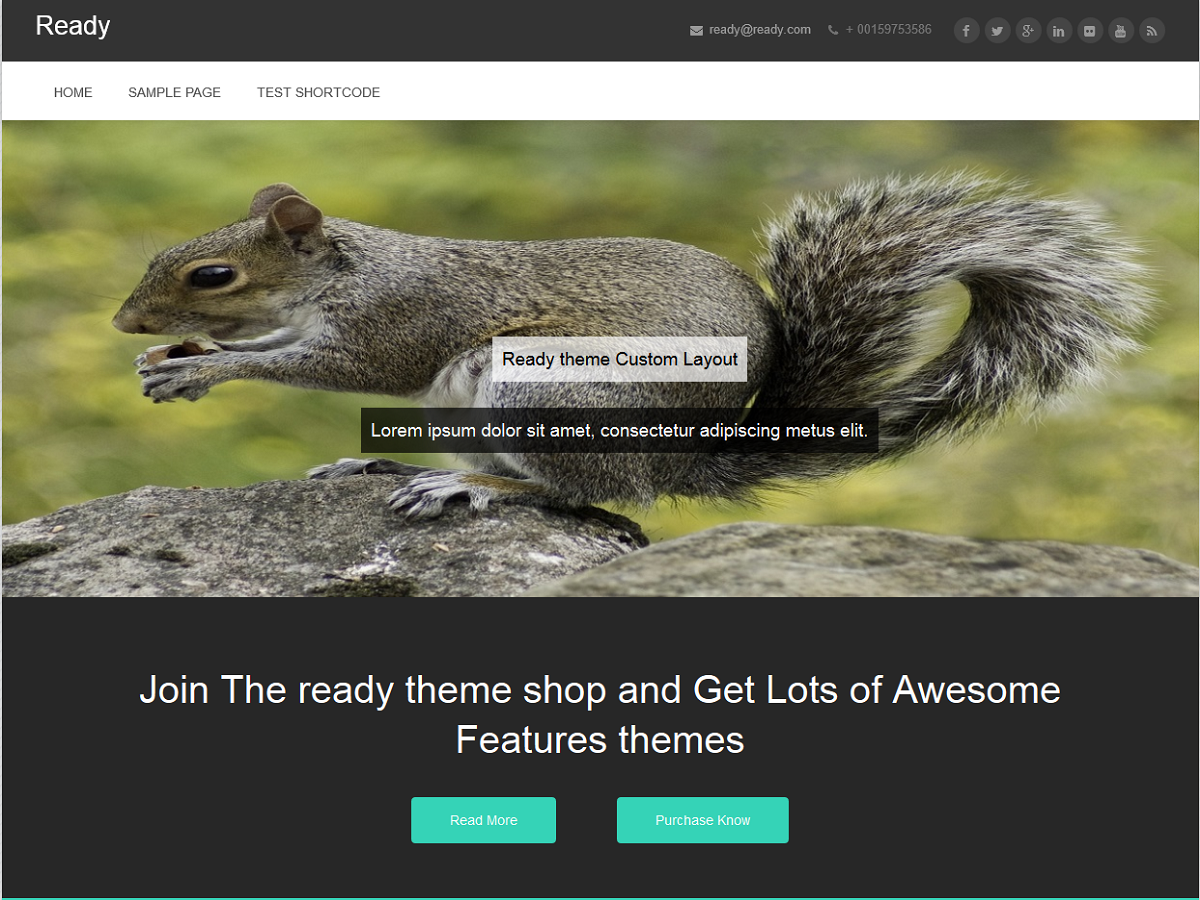 Ready
ready@ready.com
+ 00159753586
HOME SAMPLE PAGE TEST SHORTCODE
Ready theme Custom Layout
Lorem ipsum dolor sit amet, consectetur adipiscing metus elit.
Join The ready theme shop and Get Lots of Awesome
Features themes
Read More
Purchase Know